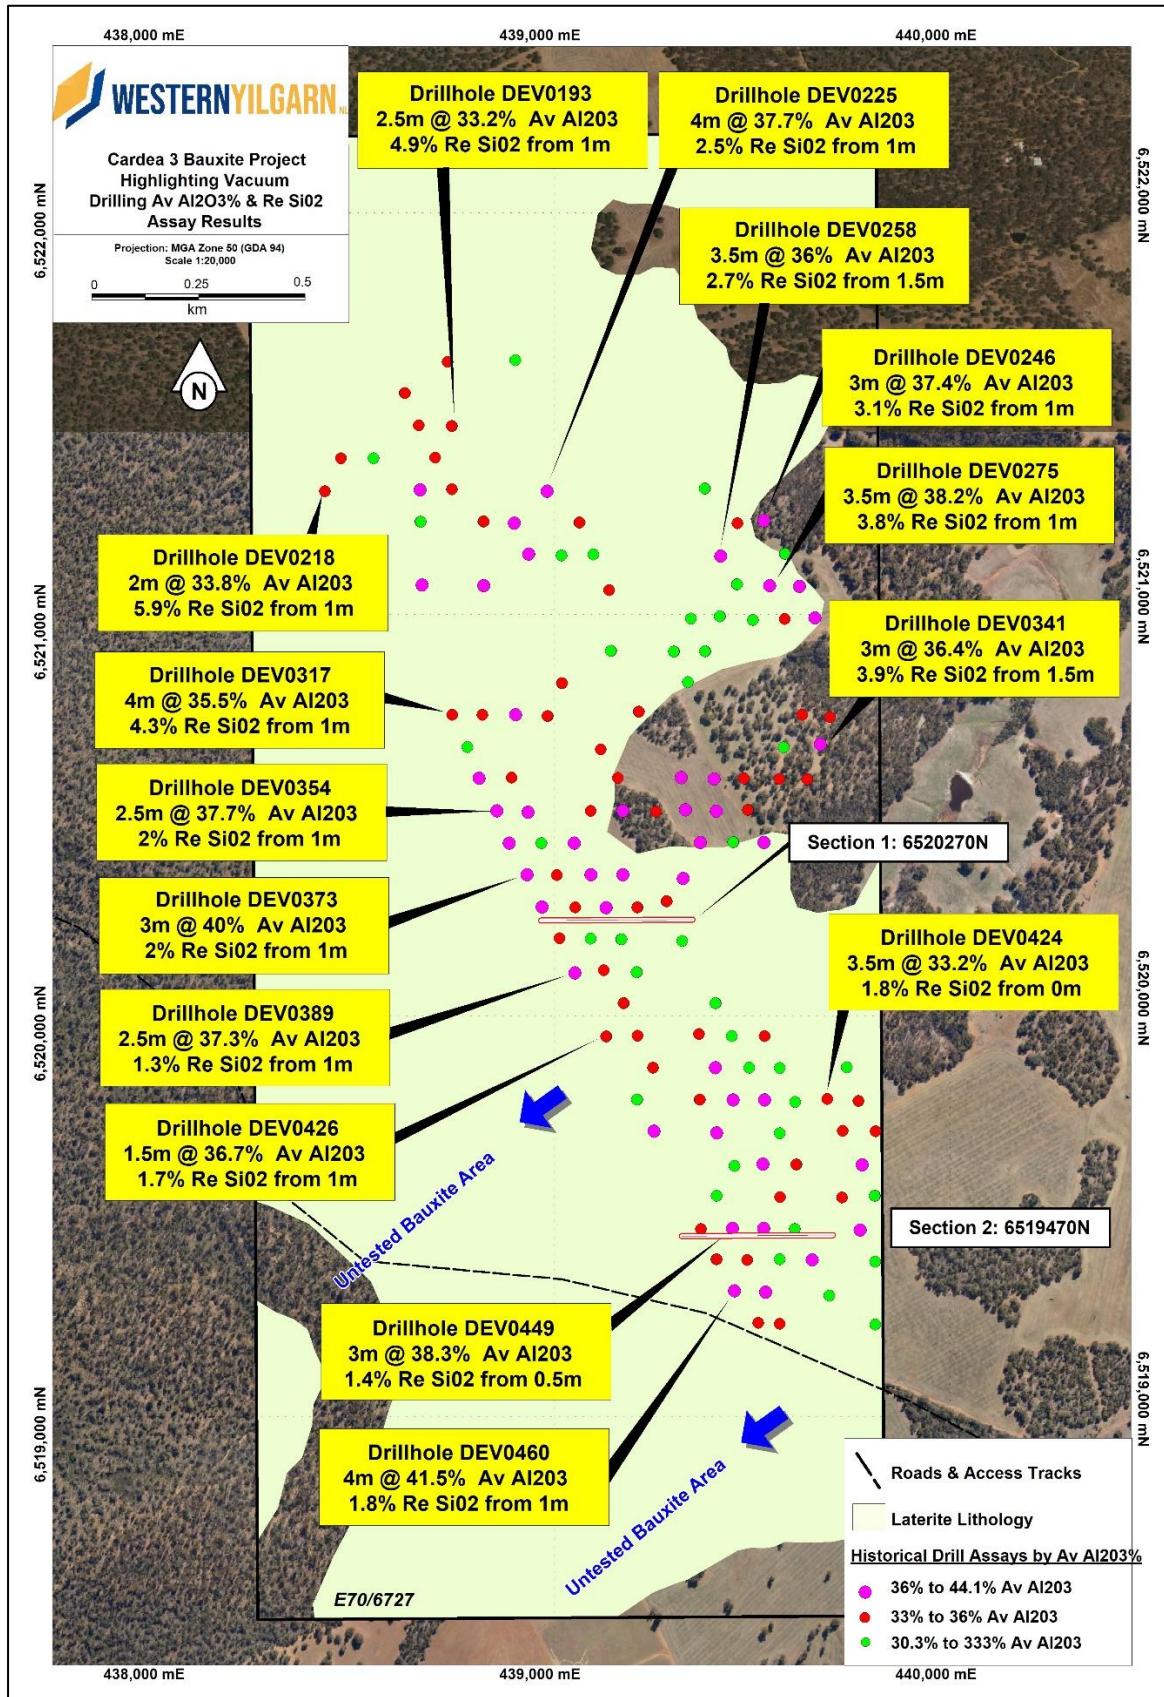 438,000 mE
439,000 mE
440,000 mE
WESTERNYILGARN NL
Cardea 3 Bauxite Project
Highlighting Vacuum
Drilling Av Al2O3% & Re Si02
Assay Results
Projection: MGA Zone 50 (GDA 94)
Scale 1:20,000
0
0.25
0.5
km
N
Drillhole DEV0193
2.5m @ 33.2% Av Al203
4.9% Re Si02 from 1m
Drillhole DEV0225
4m @ 37.7% Av Al203
2.5% Re Si02 from 1m
6,522,000 mN
6,522,000 mN
Drillhole DEV0258
3.5m @ 36% Av Al203
2.7% Re Si02 from 1.5m
Drillhole DEV0246
3m @ 37.4% Av Al203
3.1% Re Si02 from 1m
Drillhole DEV0275
3.5m @ 38.2% Av Al203
3.8% Re Si02 from 1m
Drillhole DEV0218
2m @ 33.8% Av Al203
5.9% Re Si02 from 1m
6,521,000 mN
6,521,000 mN
Drillhole DEV0341
3m @ 36.4% Av Al203
3.9% Re Si02 from 1.5m
Drillhole DEV0317
4m @ 35.5% Av Al203
4.3% Re Si02 from 1m
Drillhole DEV0354
2.5m @ 37.7% Av Al203
2% Re Si02 from 1m
Section 1: 6520270N
Drillhole DEV0373
3m @ 40% Av Al203
2% Re Si02 from 1m
Drillhole DEV0424
3.5m @ 33.2% Av Al203
1.8% Re Si02 from 0m
Drillhole DEV0389
2.5m @ 37.3% Av Al203
1.3% Re Si02 from 1m
6,520,000 mN
6,520,000 mN
Drillhole DEV0426
1.5m @ 36.7% Av Al203
1.7% Re Si02 from 1m
Untested Bauxite Area
Section 2: 6519470N
Drillhole DEV0449
3m @ 38.3% Av Al203
1.4% Re Si02 from 0.5m
6,519,000 mN
6,519,000 mN
Drillhole DEV0460
4m @ 41.5% Av Al203
1.8% Re Si02 from 1m
Untested Bauxite Area
E70/6727
Roads & Access Tracks
Laterite Lithology
Historical Drill Assays by Av Al203%
36% to 44.1% Av Al203
33% to 36% Av Al203
30.3% to 333% Av Al203
438,000 mE
439,000 mE
440,000 mE